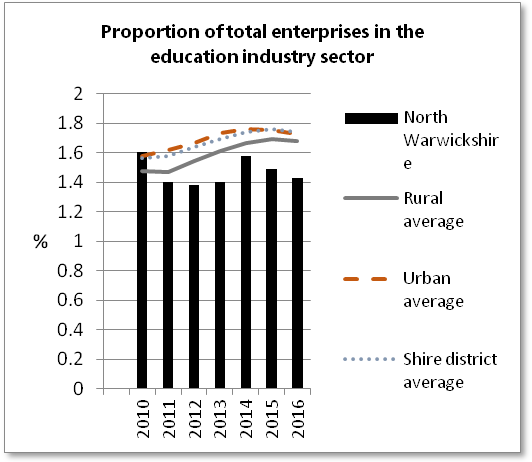 Proportion of total enterprises in the
education industry sector
2
1.8
1.6
1.4
1.2
1
0.8
0.6
0.4
0.2
0
%
2010
2011
2012
2013
2014
2015
2016
North
Warwickshir
e
Rural
average
Urban
average
Shire district
average